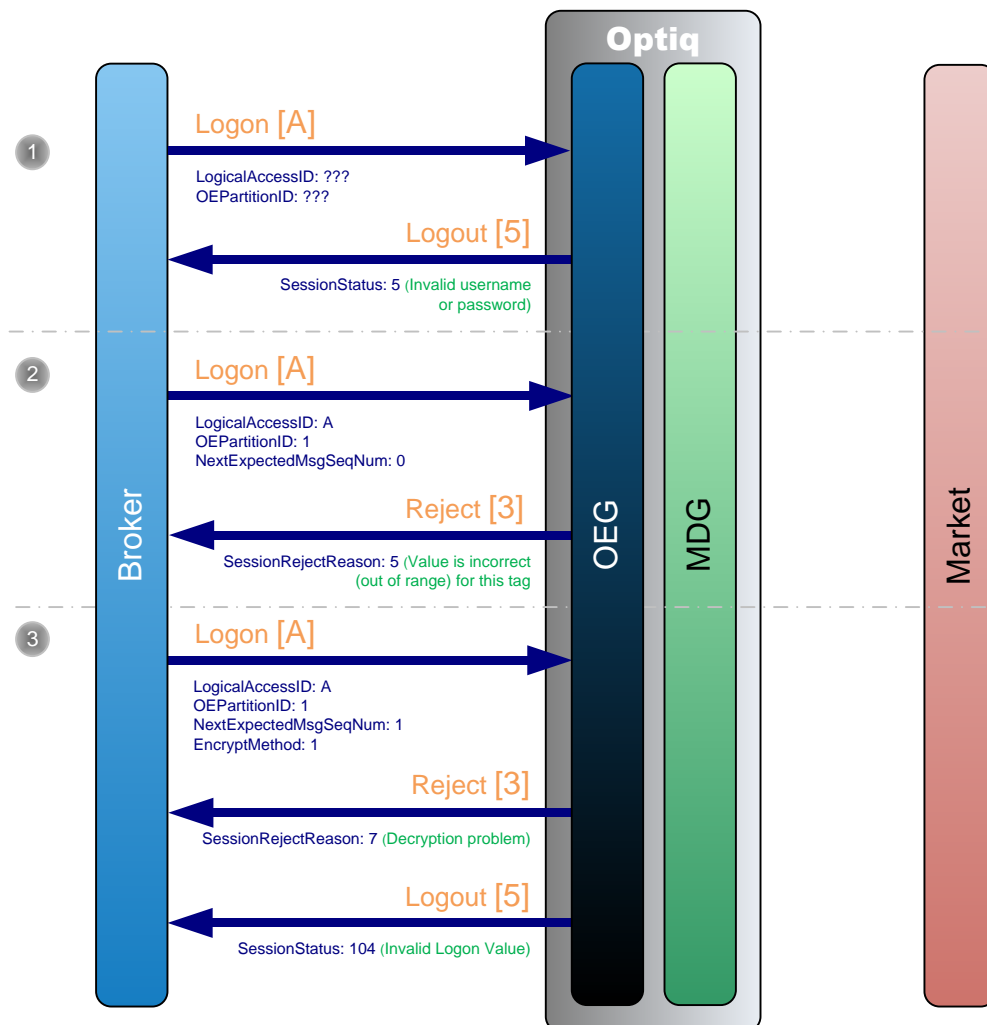 Optiq
Broker
OEG
MDG
Market
1
Logon [A]
LogicalAccessID: ???
OEPartitionID: ???
Logout [5]
SessionStatus: 5 (Invalid username
or password)
2
Logon [A]
LogicalAccessID: A
OEPartitionID: 1
NextExpectedMsgSeqNum: 0
Reject [3]
SessionRejectReason: 5 (Value is incorrect
(out of range) for this tag
3
Logon [A]
LogicalAccessID: A
OEPartitionID: 1
NextExpectedMsgSeqNum: 1
EncryptMethod: 1
Reject [3]
SessionRejectReason: 7 (Decryption problem)
Logout [5]
SessionStatus: 104 (Invalid Logon Value)